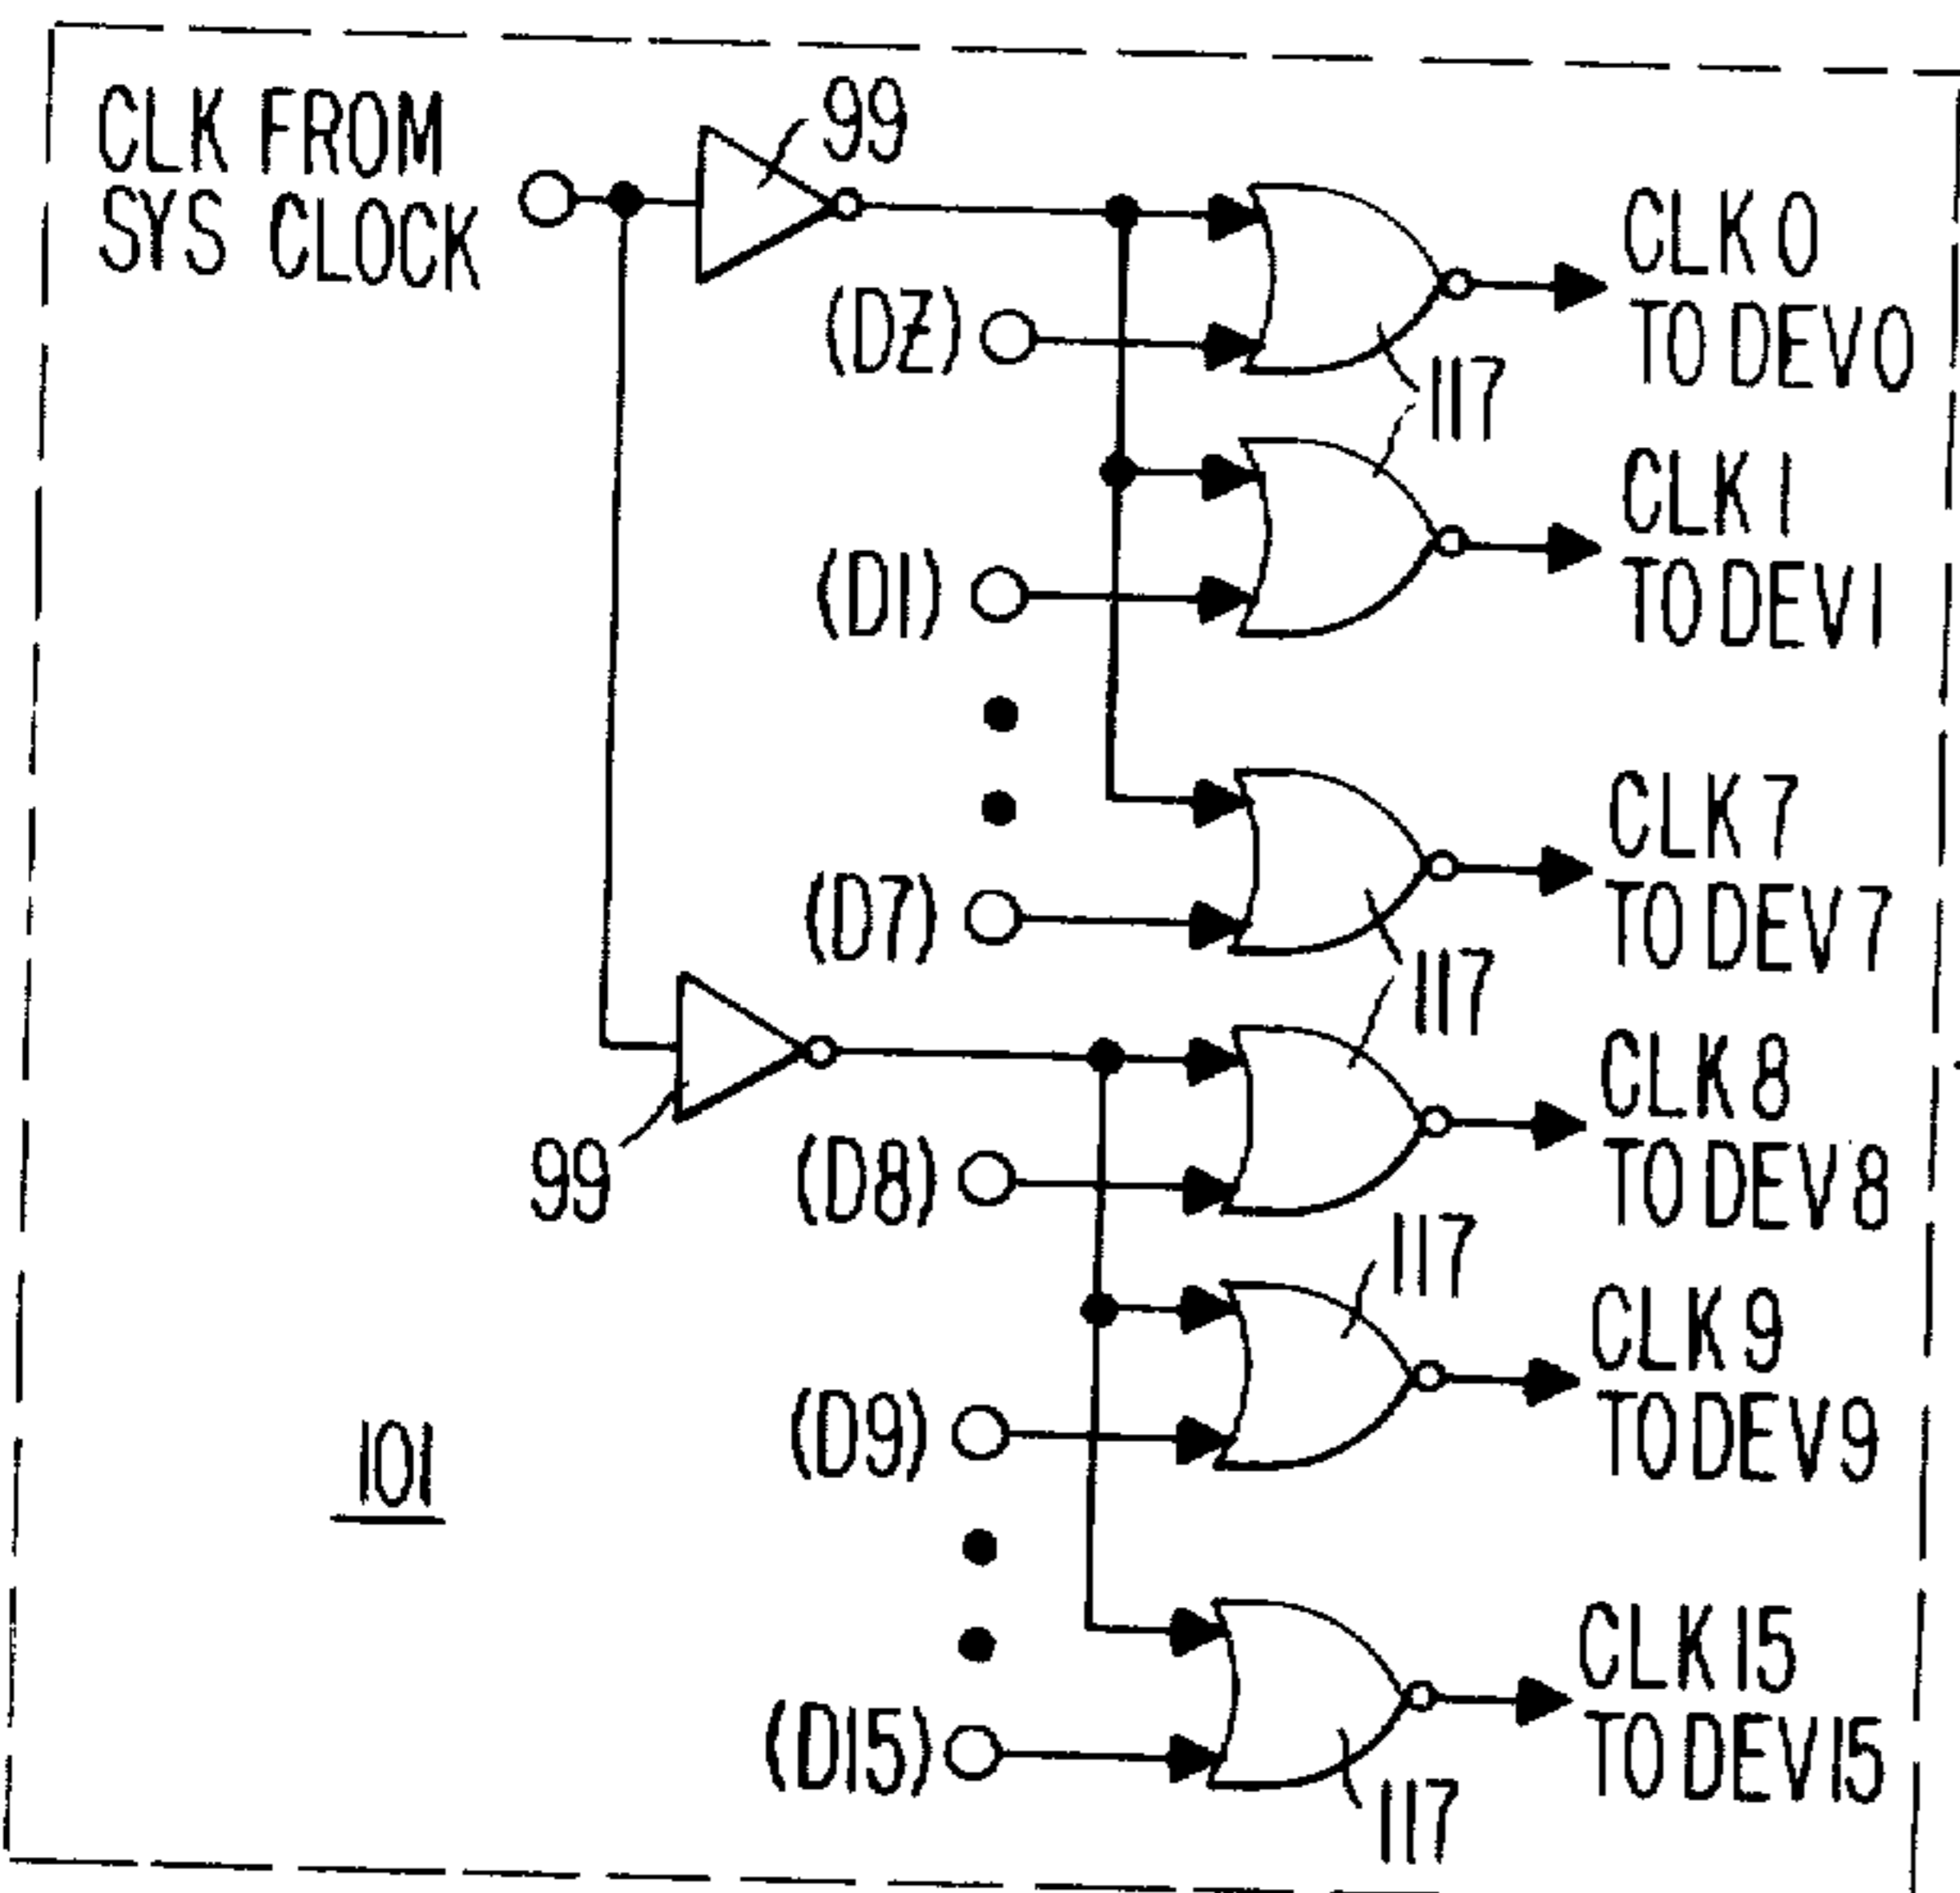 CLK FROM
SYS CLOCK
99
(DZ)
CLK 0
TO DEV 0
117
(D1)
CLK 1
TO DEV 1
(D7)
CLK 7
TO DEV 7
117
99
(D8)
CLK 8
TO DEV 8
117
(D9)
CLK 9
TO DEV 9
101
(D15)
CLK 15
TO DEV 15
117